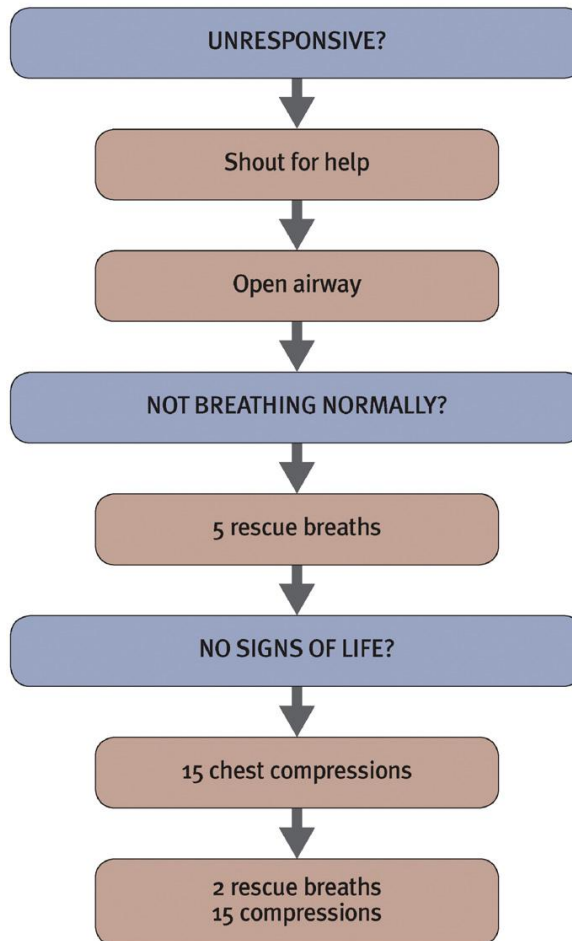 UNRESPONSIVE?
Shout for help
Open airway
NOT BREATHING NORMALLY?
5 rescue breaths
NO SIGNS OF LIFE?
15 chest compressions
2 rescue breaths
15 compressions